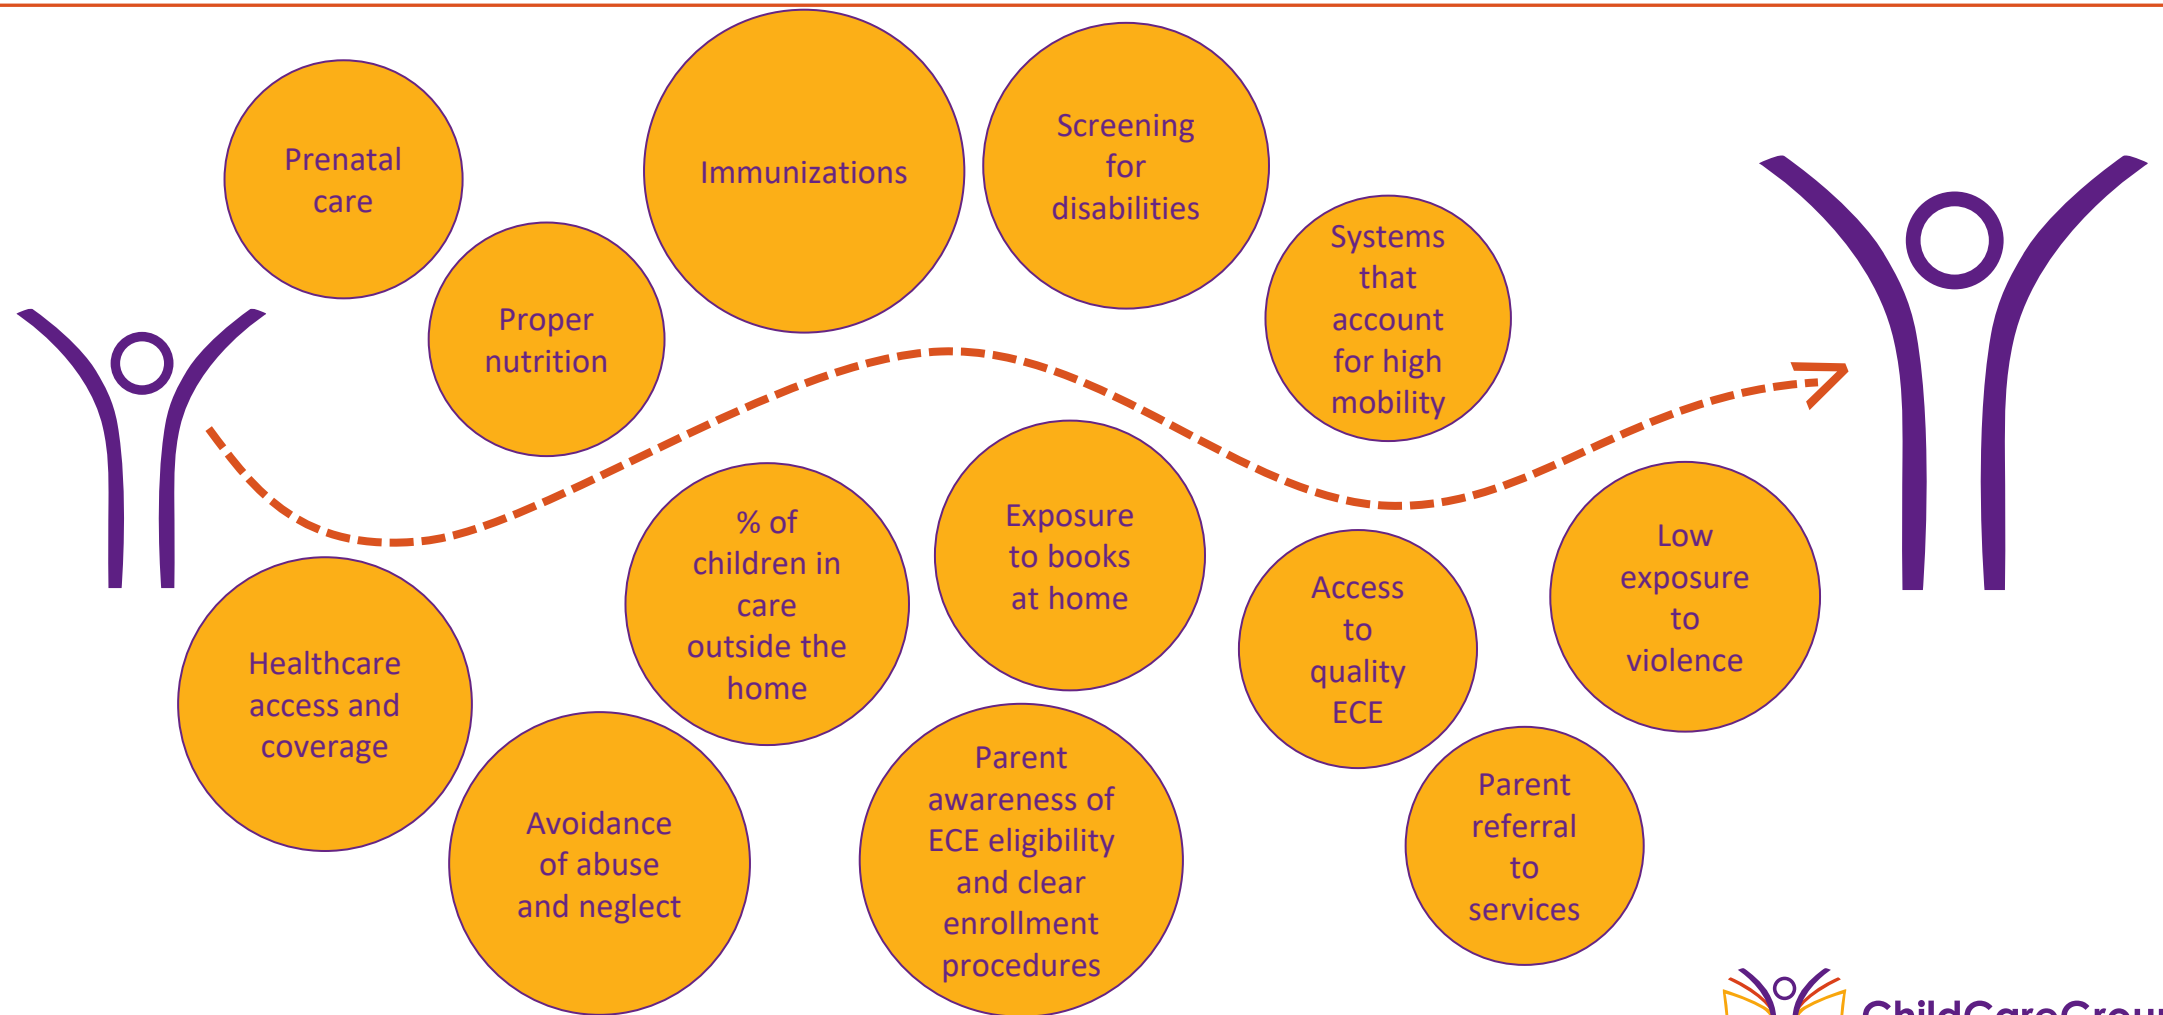 Prenatal
care
Proper
nutrition
Immunizations
Screening
for
disabilities
Systems
that
account
for high
mobility
Healthcare
access and
coverage
Avoidance
of abuse
and neglect
% of
children in
care
outside the
home
Exposure
to books
at home
Parent
awareness of
ECE eligibility
and clear
enrollment
procedures
Access
to
quality
ECE
Parent
referral
to
services
Low
exposure
to
violence
ChildCareGroup